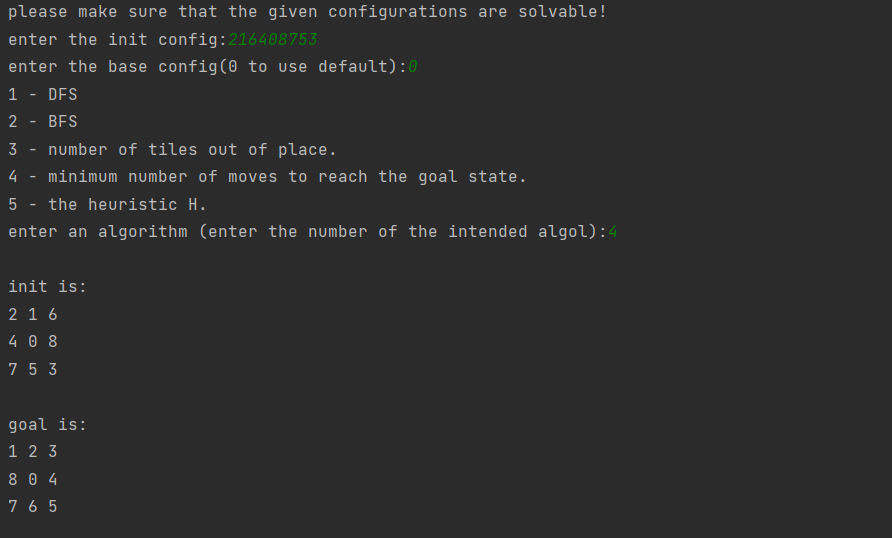 please make sure that the given configurations are solvable!
enter the init config:216408753
enter the base config(0 to use default):0
1 - DFS
2 - BFS
3 - number of tiles out of place.
4 - minimum number of moves to reach the goal state.
5 - the heuristic H.
enter an algorithm (enter the number of the intended algol):4
init is:
2 1 6
4 0 8
7 5 3
goal is:
1 2 3
8 0 4
7 6 5